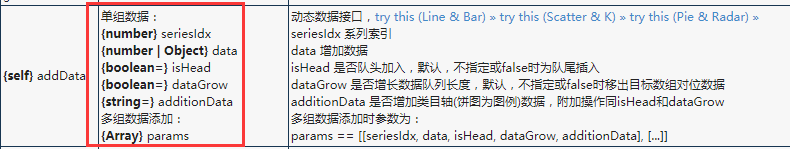 {self} addData
单组数据：
{number} seriesIdx
{number | Object} data
{boolean=} isHead
{boolean=} dataGrow
{string=} additionData
多组数据添加：
{Array} params
动态数据接口，try this (Line & Bar) » try this (Scatter & K) » try this (Pie & Radar) »
seriesIdx 系列索引
data 增加数据
isHead 是否队头加入，默认，不指定或false时为队尾插入
dataGrow 是否增长数据队列长度，默认，不指定或false时移出目标数组对位数据
additionData 是否增加类目轴(饼图为图例)数据，附加操作同isHead和dataGrow
多组数据添加时参数为：
params == [[seriesIdx, data, isHead, dataGrow, additionData], [...]]